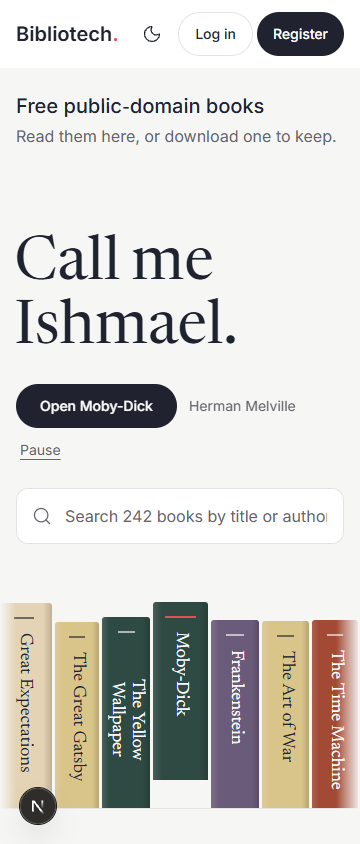 Bibliotech.
Log in
Register
Free public-domain books
Read them here, or download one to keep.
Call me
Ishmael.
Open Moby-Dick
Herman Melville
Pause
Search 242 books by title or author
Great Expectations
The Great Gatsby
The Yellow
Wallpaper
Moby-Dick
Frankenstein
The Art of War
The Time Machine
N